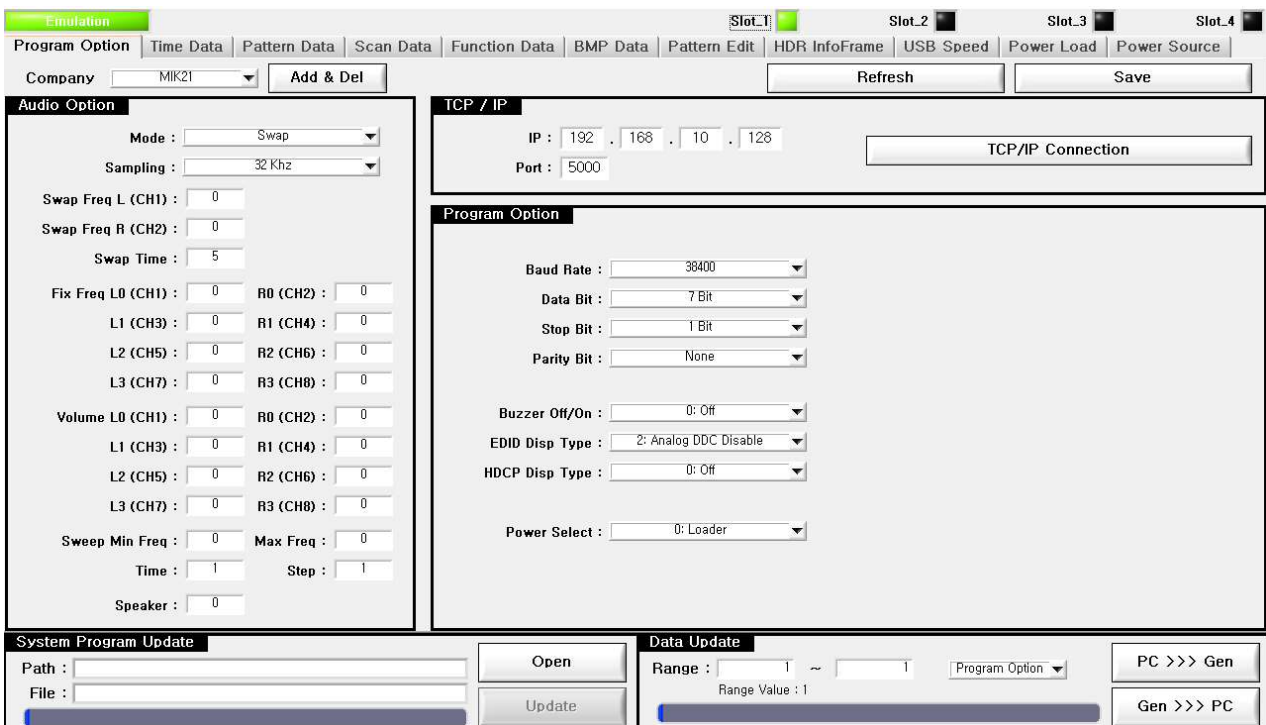 Emulation Slot_1 Slot_2 Slot_3 Slot_4
Program Option Time Data Pattern Data Scan Data Function Data BMP Data Pattern Edit HDR InfoFrame USB Speed Power Load Power Source
Company MIK21 Add & Del Refresh Save
Audio Option
Mode : Swap
Sampling : 32 Khz
Swap Freq L (CH1) : 0
Swap Freq R (CH2) : 0
Swap Time : 5
Fix Freq L0 (CH1) : 0 R0 (CH2) : 0
L1 (CH3) : 0 R1 (CH4) : 0
L2 (CH5) : 0 R2 (CH6) : 0
L3 (CH7) : 0 R3 (CH8) : 0
Volume L0 (CH1) : 0 R0 (CH2) : 0
L1 (CH3) : 0 R1 (CH4) : 0
L2 (CH5) : 0 R2 (CH6) : 0
L3 (CH7) : 0 R3 (CH8) : 0
Sweep Min Freq : 0 Max Freq : 0
Time : 1 Step : 1
Speaker : 0
TCP / IP
IP : 192 . 168 . 10 . 128
Port : 5000
TCP/IP Connection
Program Option
Baud Rate : 38400
Data Bit : 7 Bit
Stop Bit : 1 Bit
Parity Bit : None
Buzzer Off/On : 0: Off
EDID Disp Type : 2: Analog DDC Disable
HDCP Disp Type : 0: Off
Power Select : 0: Loader
System Program Update
Path :
File :
Open
Update
Data Update
Range : 1 ~ 1 Program Option
Range Value : 1
PC >>> Gen
Gen >>> PC